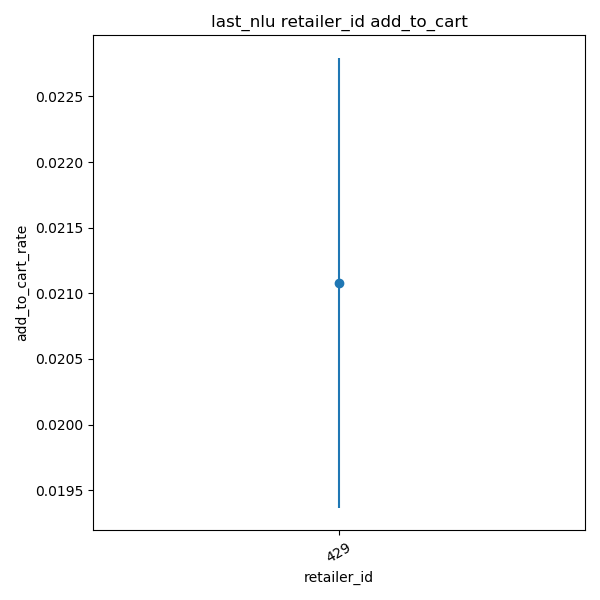 last_nlu retailer_id add_to_cart
add_to_cart_rate
0.0225
0.0220
0.0215
0.0210
0.0205
0.0200
0.0195
429
retailer_id